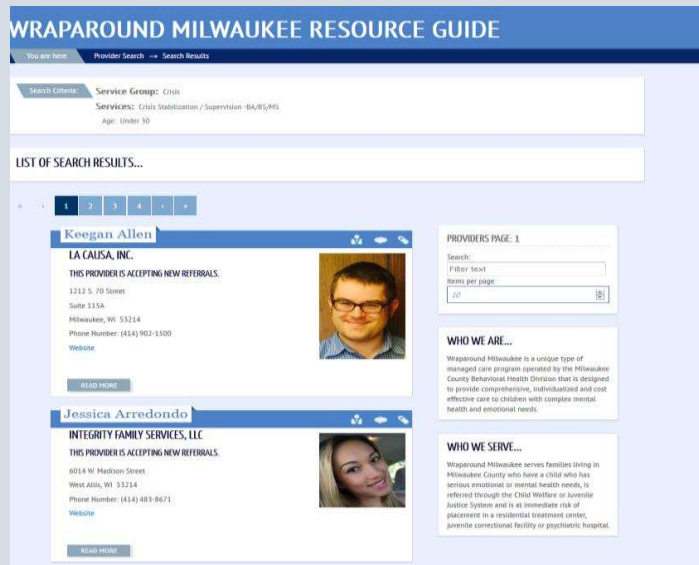 WRAPAROUND MILWAUKEE RESOURCE GUIDE
You are here Provider Search → Search Results
Search Criteria: Service Group: Crisis
Services: Crisis Stabilization / Supervision -BA/BS/MS
Age: Under 30
LIST OF SEARCH RESULTS...
« ‹ 1 2 3 4 › »
Keegan Allen
LA CAUSA, INC.
THIS PROVIDER IS ACCEPTING NEW REFERRALS.
1212 S. 70 Street
Suite 115A
Milwaukee, WI 53214
Phone Number: (414) 902-1500
Website
READ MORE
Jessica Arredondo
INTEGRITY FAMILY SERVICES, LLC
THIS PROVIDER IS ACCEPTING NEW REFERRALS.
6014 W. Madison Street
West Allis, WI 53214
Phone Number: (414) 483-8671
Website
READ MORE
PROVIDERS PAGE: 1
Search:
Filter text
items per page:
10
WHO WE ARE...
Wraparound Milwaukee is a unique type of
managed care program operated by the Milwaukee
County Behavioral Health Division that is designed
to provide comprehensive, individualized and cost
effective care to children with complex mental
health and emotional needs.
WHO WE SERVE...
Wraparound Milwaukee serves families living in
Milwaukee County who have a child who has
serious emotional or mental health needs, is
referred through the Child Welfare or Juvenile
Justice System and is at immediate risk of
placement in a residential treatment center,
juvenile correctional facility or psychiatric hospital.